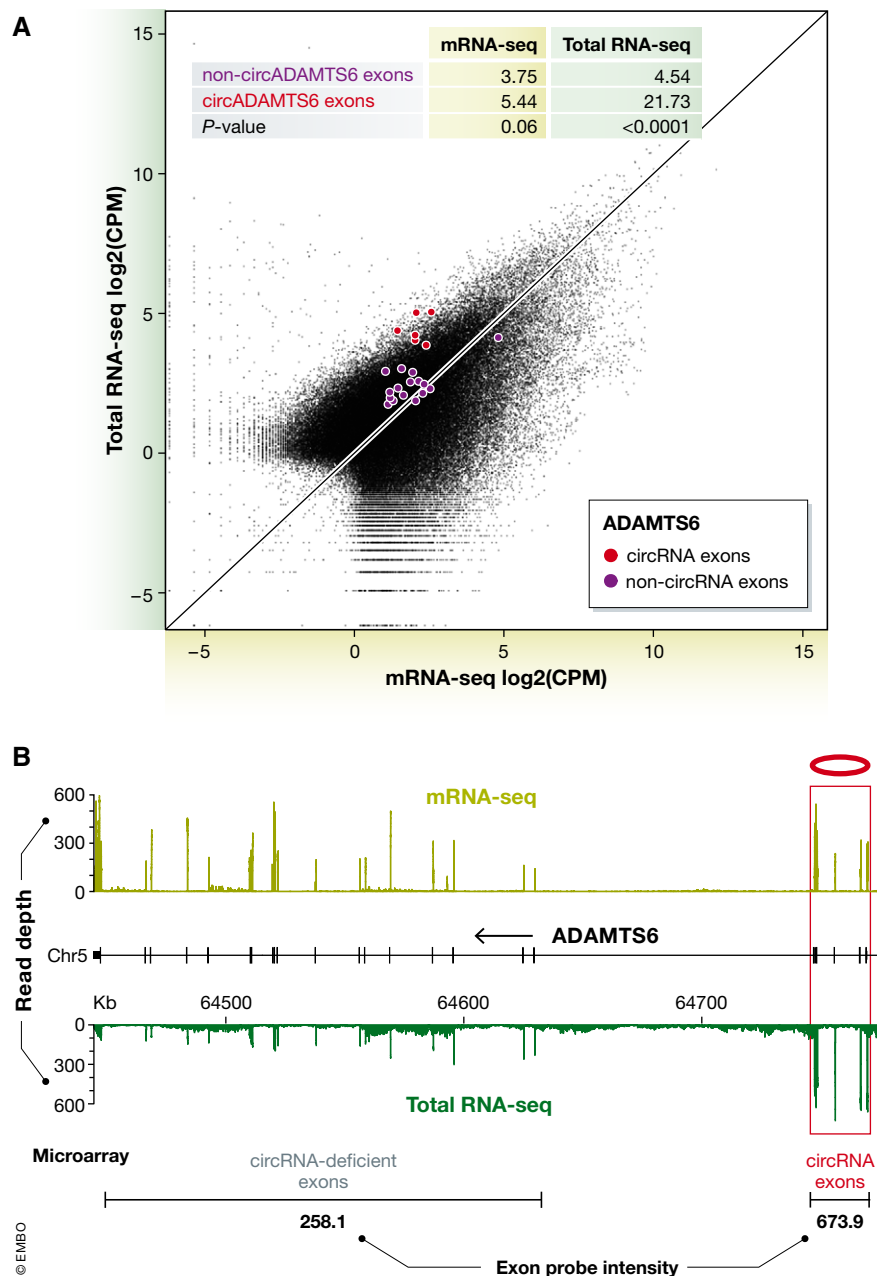 A
mRNA-seq Total RNA-seq
non-circADAMTS6 exons 3.75 4.54
circADAMTS6 exons 5.44 21.73
P-value 0.06 <0.0001
15
10
5
0
−5
Total RNA-seq log2(CPM)
ADAMTS6
circRNA exons
non-circRNA exons
−5 0 5 10 15
mRNA-seq log2(CPM)
B
600
300
0
mRNA-seq
Read depth
ADAMTS6
Chr5
Kb 64500 64600 64700
0
300
600
Total RNA-seq
Microarray
circRNA-deficient
exons
circRNA
exons
258.1
673.9
Exon probe intensity
© EMBO